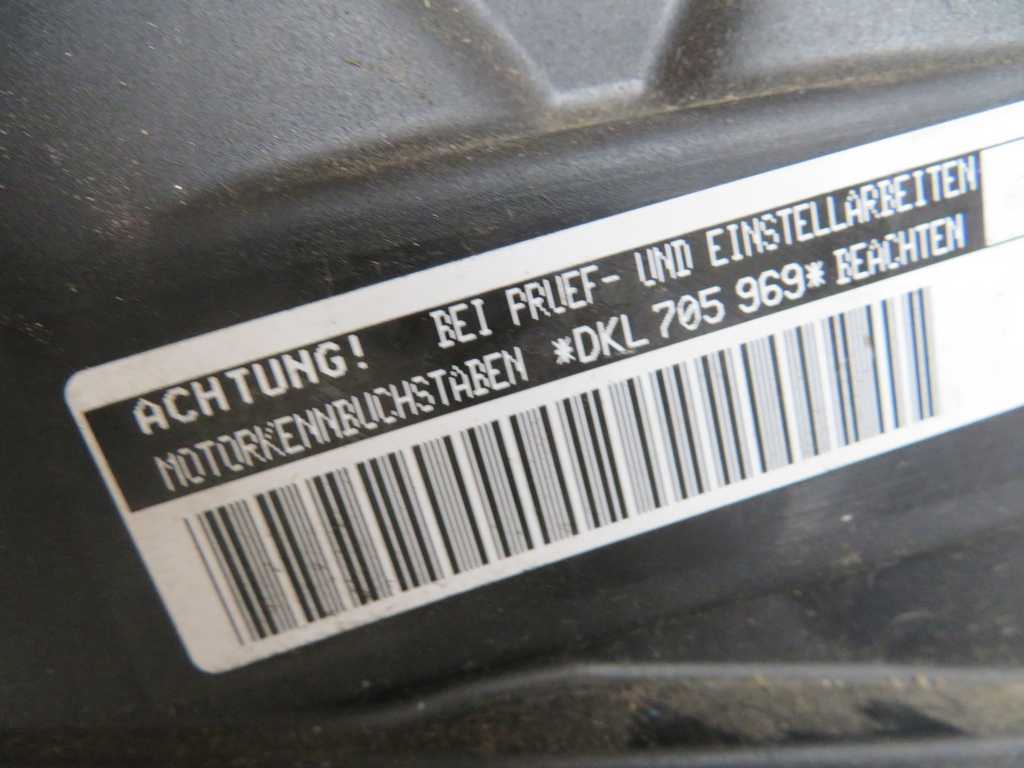 ACHTUNG! BEI PRUEF- UND EINSTELLARBEITEN
MOTORKENNBUCHSTABEN *DKL 705 969* BEACHTEN